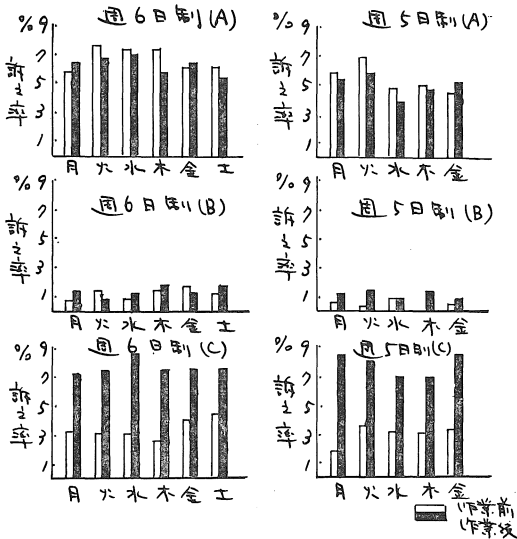 週6日制(A)
%9
7
5
3
1
訴え率
月 火 水 木 金 土
週5日制(A)
%9
7
5
3
1
訴え率
月 火 水 木 金
週6日制(B)
%9
7
5
3
1
訴え率
月 火 水 木 金 土
週5日制(B)
%9
7
5
3
1
訴え率
月 火 水 木 金
週6日制(C)
%9
7
5
3
1
訴え率
月 火 水 木 金 土
週5日制(C)
%9
7
5
3
1
訴え率
月 火 水 木 金
作業前
作業後